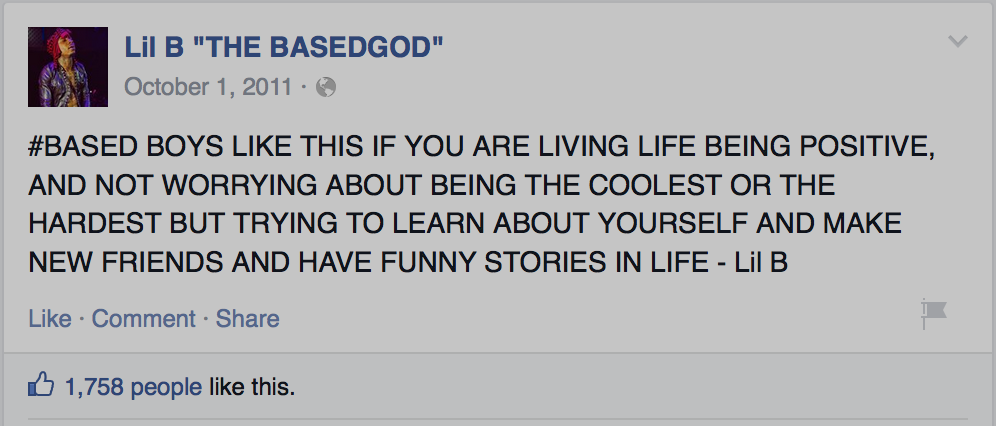 Lil B "THE BASEDGOD"
October 1, 2011 ·
#BASED BOYS LIKE THIS IF YOU ARE LIVING LIFE BEING POSITIVE,
AND NOT WORRYING ABOUT BEING THE COOLEST OR THE
HARDEST BUT TRYING TO LEARN ABOUT YOURSELF AND MAKE
NEW FRIENDS AND HAVE FUNNY STORIES IN LIFE - Lil B
Like · Comment · Share
1,758 people like this.